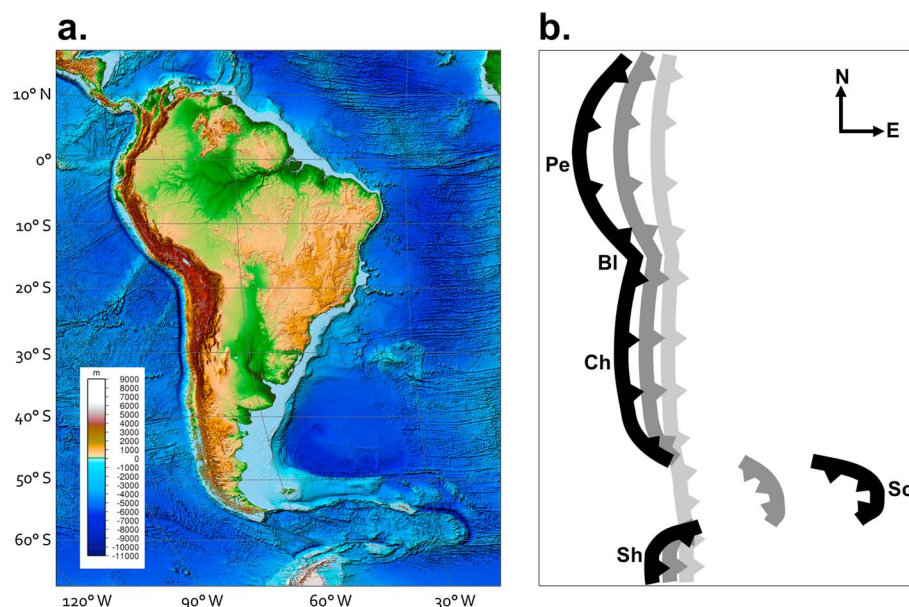 a.
b.
10° N
0°
10° S
20° S
30° S
40° S
50° S
60° S
120° W
90° W
60° W
30° W
m
9000
8000
7000
6000
5000
4000
3000
2000
1000
0
-1000
-2000
-3000
-4000
-5000
-6000
-7000
-8000
-9000
-10000
-11000
N
E
Pe
Bl
Ch
Sc
Sh